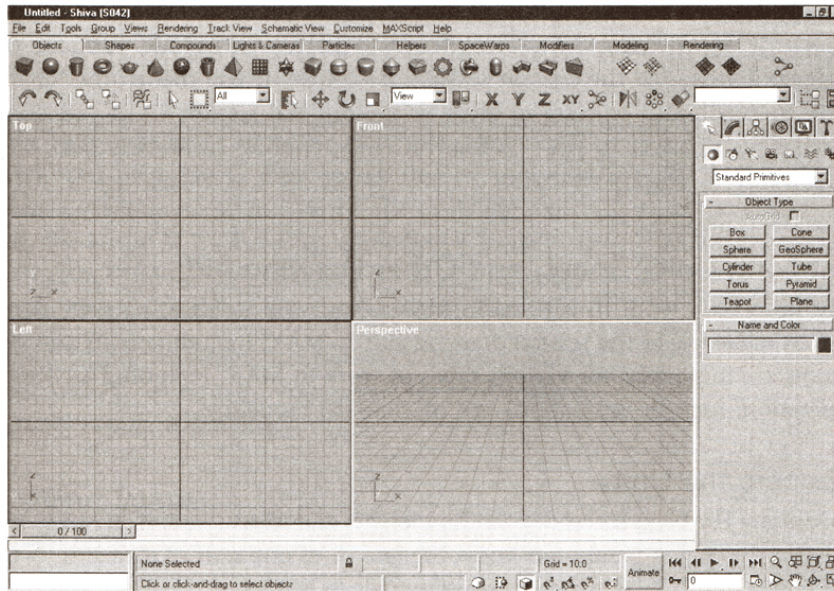 Untitled - Shiva (S042)
File Edit Tools Group Views Rendering Track View Schematic View Customize MAXScript Help
Objects Shapes Compounds Lights & Cameras Particles Helpers SpaceWarps Modifiers Modeling Rendering
All View X Y Z XY
Top Front
Standard Primitives
Object Type
AutoGrid
Box Cone
Sphere GeoSphere
Cylinder Tube
Torus Pyramid
Teapot Plane
Y
Z X
Z
X
Left Perspective
Name and Color
Z
X
Z
X
0 / 100
None Selected Grid = 10.0
Click or click-and-drag to select objects Animate 0